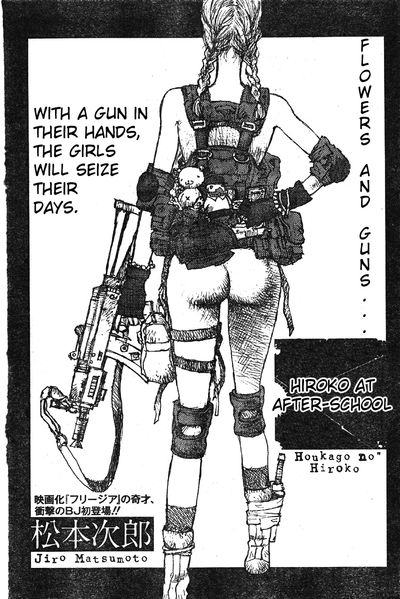 FLOWERS AND GUNS...
WITH A GUN IN
THEIR HANDS,
THE GIRLS
WILL SEIZE
THEIR
DAYS.
HIROKO AT
AFTER-SCHOOL
Houkago no"
Hiroko
映画化「フリージア」の奇才、
衝撃のBJ初登場!!
松本次郎
Jiro Matsumoto